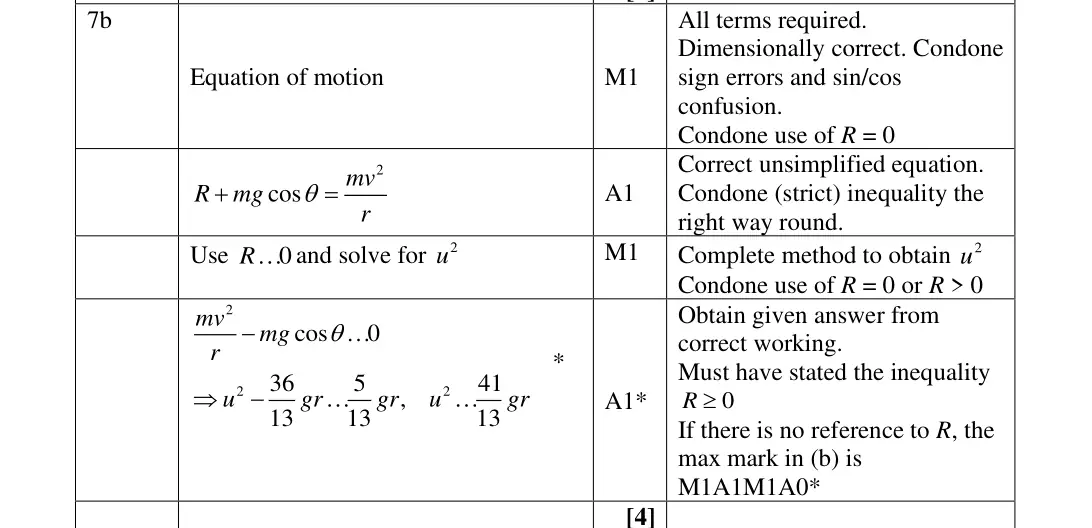 7b
Equation of motion
M1
All terms required.
Dimensionally correct. Condone
sign errors and sin/cos
confusion.
Condone use of R = 0
R + mg cos θ = mv²/r
A1
Correct unsimplified equation.
Condone (strict) inequality the
right way round.
Use R…0 and solve for u²
M1
Complete method to obtain u²
Condone use of R = 0 or R > 0
mv²/r − mg cos θ …0
⇒ u² − 36/13 gr … 5/13 gr, u² … 41/13 gr
*
A1*
Obtain given answer from
correct working.
Must have stated the inequality
R ≥ 0
If there is no reference to R, the
max mark in (b) is
M1A1M1A0*
[4]